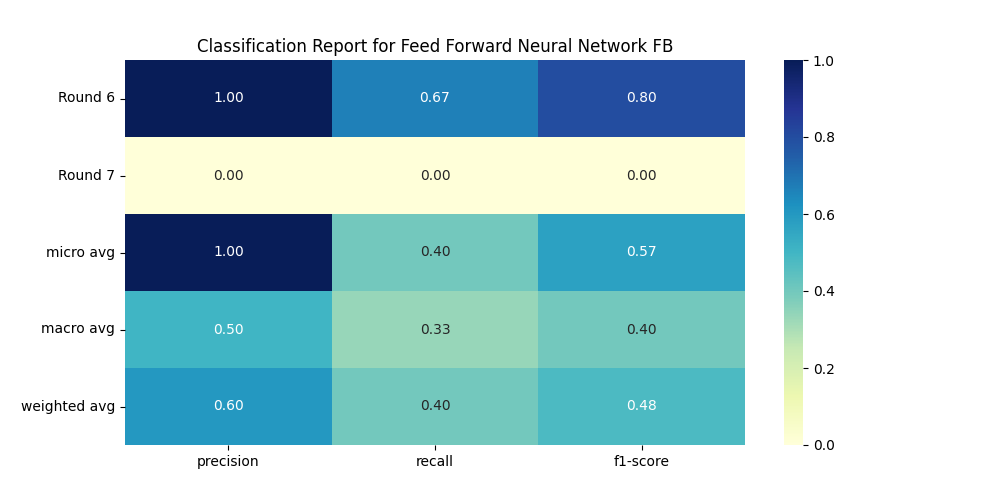 Classification Report for Feed Forward Neural Network FB
Round 6 1.00 0.67 0.80
Round 7 0.00 0.00 0.00
micro avg 1.00 0.40 0.57
macro avg 0.50 0.33 0.40
weighted avg 0.60 0.40 0.48
precision recall f1-score
1.0
0.8
0.6
0.4
0.2
0.0